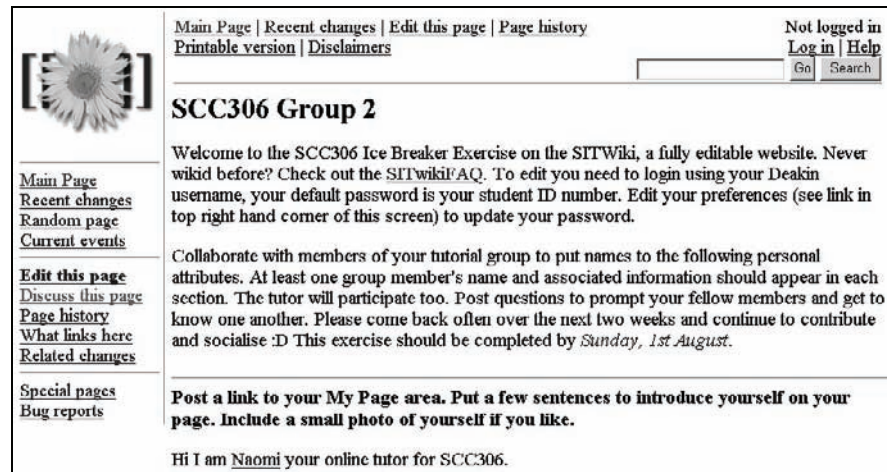 Main Page | Recent changes | Edit this page | Page history
Printable version | Disclaimers
Not logged in
Log in | Help
Go Search
Main Page
Recent changes
Random page
Current events
Edit this page
Discuss this page
Page history
What links here
Related changes
Special pages
Bug reports
SCC306 Group 2
Welcome to the SCC306 Ice Breaker Exercise on the SITWiki, a fully editable website. Never
wikid before? Check out the SITwikiFAQ. To edit you need to login using your Deakin
username, your default password is your student ID number. Edit your preferences (see link in
top right hand corner of this screen) to update your password.
Collaborate with members of your tutorial group to put names to the following personal
attributes. At least one group member's name and associated information should appear in each
section. The tutor will participate too. Post questions to prompt your fellow members and get to
know one another. Please come back often over the next two weeks and continue to contribute
and socialise :D This exercise should be completed by Sunday, 1st August.
Post a link to your My Page area. Put a few sentences to introduce yourself on your
page. Include a small photo of yourself if you like.
Hi I am Naomi your online tutor for SCC306.